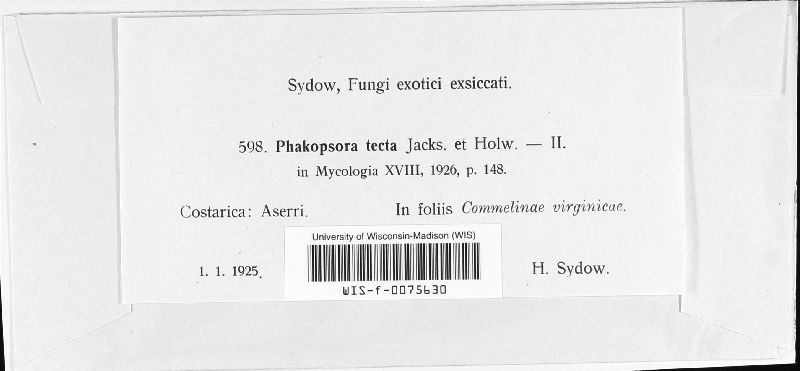 Sydow, Fungi exotici exsiccati.
598. Phakopsora tecta Jacks. et Holw. — II.
in Mycologia XVIII, 1926, p. 148.
Costarica: Aserri. In foliis Commelinae virginicae.
University of Wisconsin-Madison (WIS)
1. 1. 1925. H. Sydow.
WIS-f-0075630